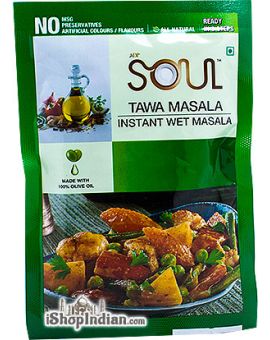 NO MSG
PRESERVATIVES
ARTIFICIAL COLOURS / FLAVOURS
ALL NATURAL
READY
SOUL
TAWA MASALA
INSTANT WET MASALA
MADE WITH
100% OLIVE OIL
iShopIndian.com